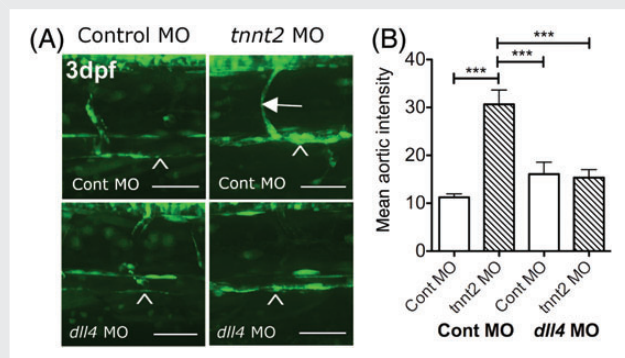 (A)
Control MO
tnnt2 MO
3dpf
Cont MO
Cont MO
dll4 MO
dll4 MO
(B)
***
***
***
Mean aortic intensity
40
30
20
10
0
Cont MO
tnnt2 MO
Cont MO
tnnt2 MO
Cont MO
dll4 MO